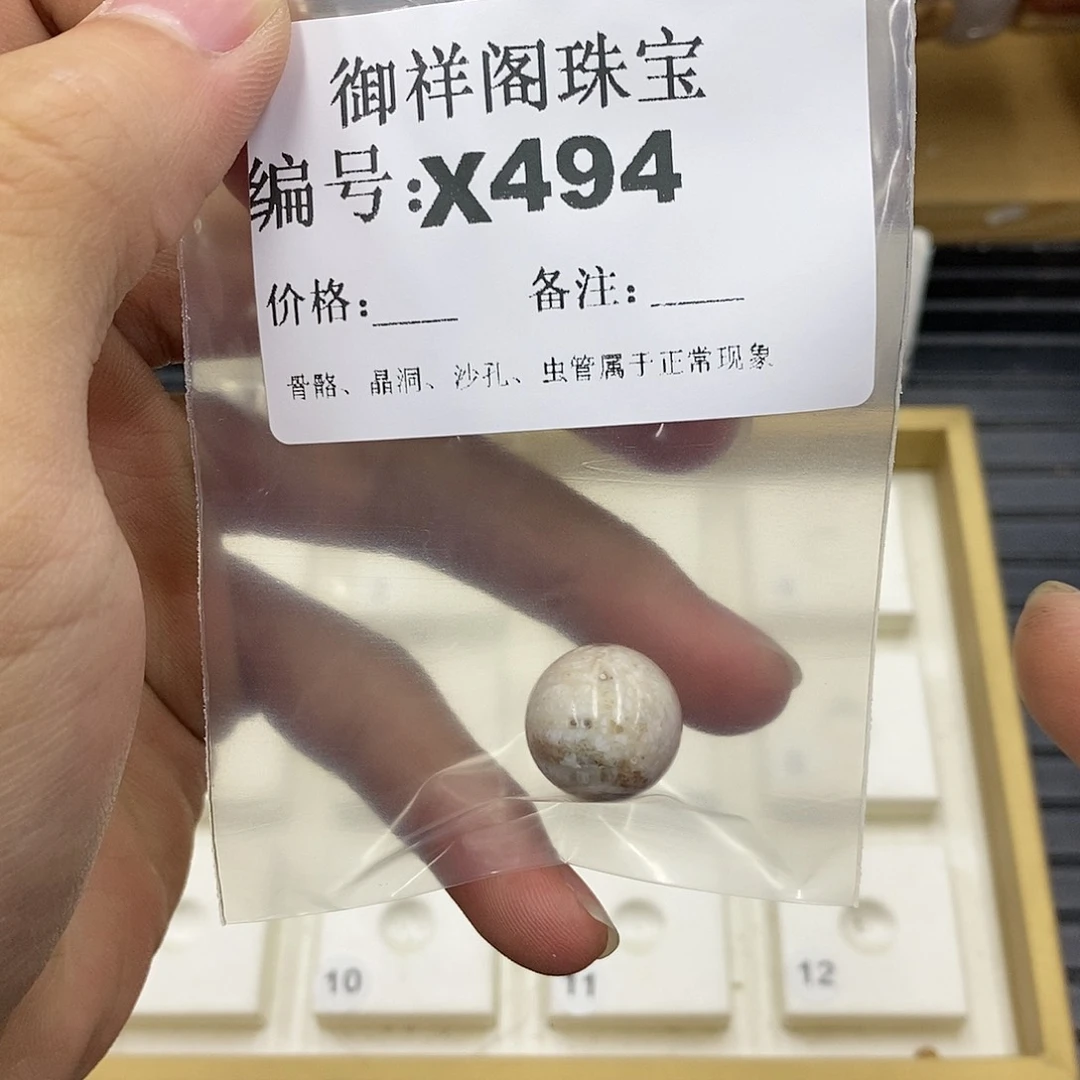 御祥阁珠宝
编号:X494
价格:____ 备注:____
骨骼、晶洞、沙孔、虫管属于正常现象
10
11
12